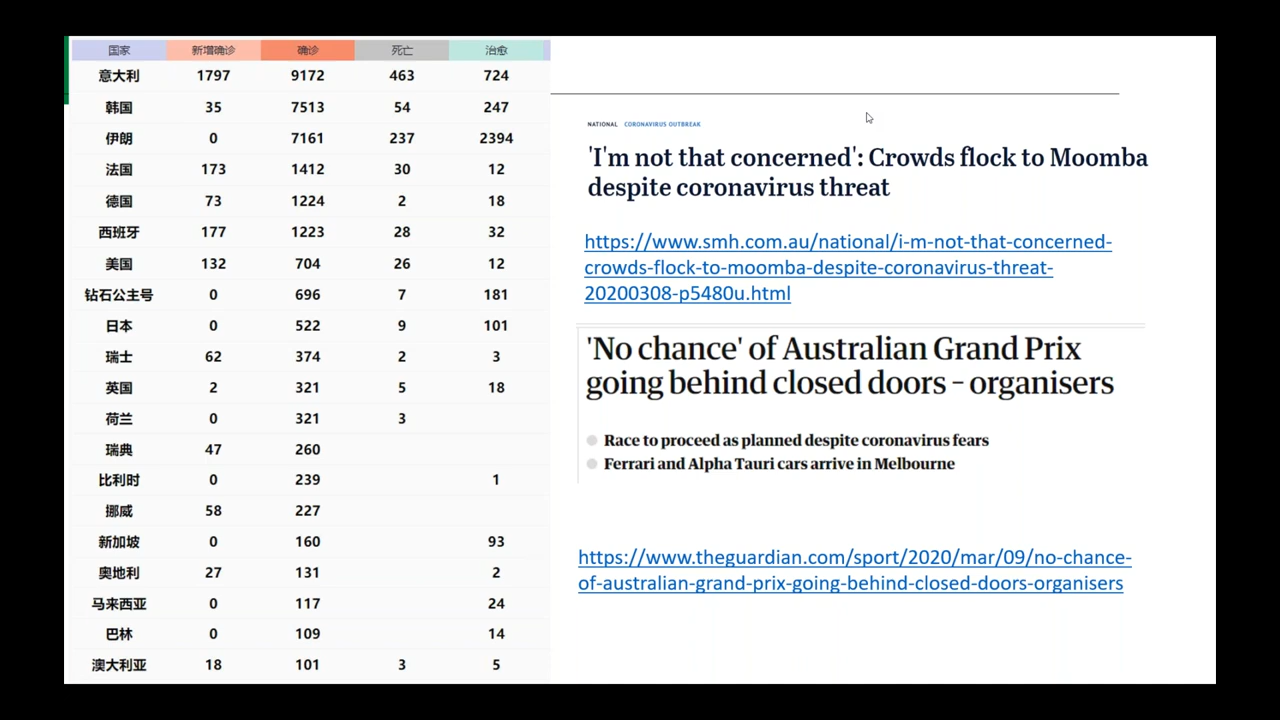 国家 新增确诊 确诊 死亡 治愈
意大利 1797 9172 463 724
韩国 35 7513 54 247
伊朗 0 7161 237 2394
法国 173 1412 30 12
德国 73 1224 2 18
西班牙 177 1223 28 32
美国 132 704 26 12
钻石公主号 0 696 7 181
日本 0 522 9 101
瑞士 62 374 2 3
英国 2 321 5 18
荷兰 0 321 3
瑞典 47 260
比利时 0 239 1
挪威 58 227
新加坡 0 160 93
奥地利 27 131 2
马来西亚 0 117 24
巴林 0 109 14
澳大利亚 18 101 3 5
NATIONAL CORONAVIRUS OUTBREAK
'I'm not that concerned': Crowds flock to Moomba
despite coronavirus threat
https://www.smh.com.au/national/i-m-not-that-concerned-
crowds-flock-to-moomba-despite-coronavirus-threat-
20200308-p5480u.html
'No chance' of Australian Grand Prix
going behind closed doors – organisers
Race to proceed as planned despite coronavirus fears
Ferrari and Alpha Tauri cars arrive in Melbourne
https://www.theguardian.com/sport/2020/mar/09/no-chance-
of-australian-grand-prix-going-behind-closed-doors-organisers